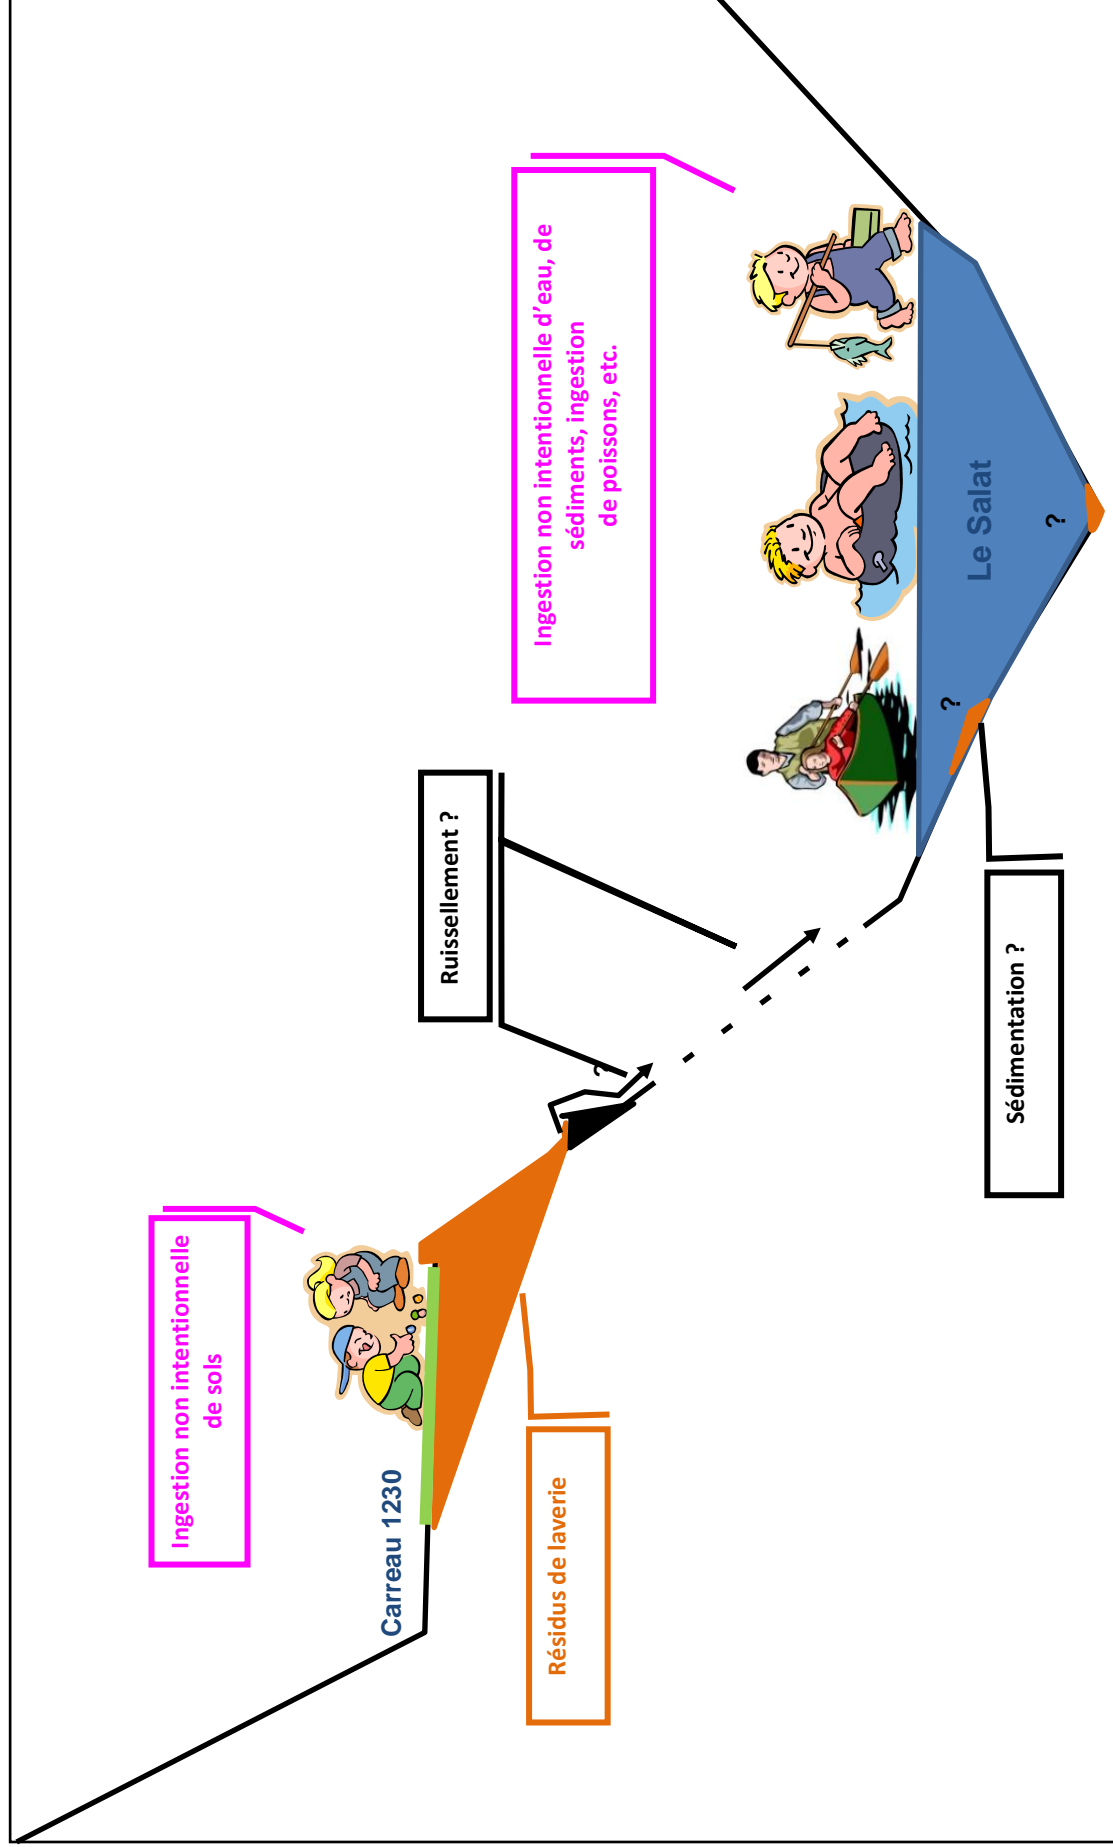 Ingestion non intentionnelle
de sols
Carreau 1230
Résidus de laverie
Ruissellement ?
?
Ingestion non intentionnelle d’eau, de
sédiments, ingestion
de poissons, etc.
Le Salat
?
?
Sédimentation ?